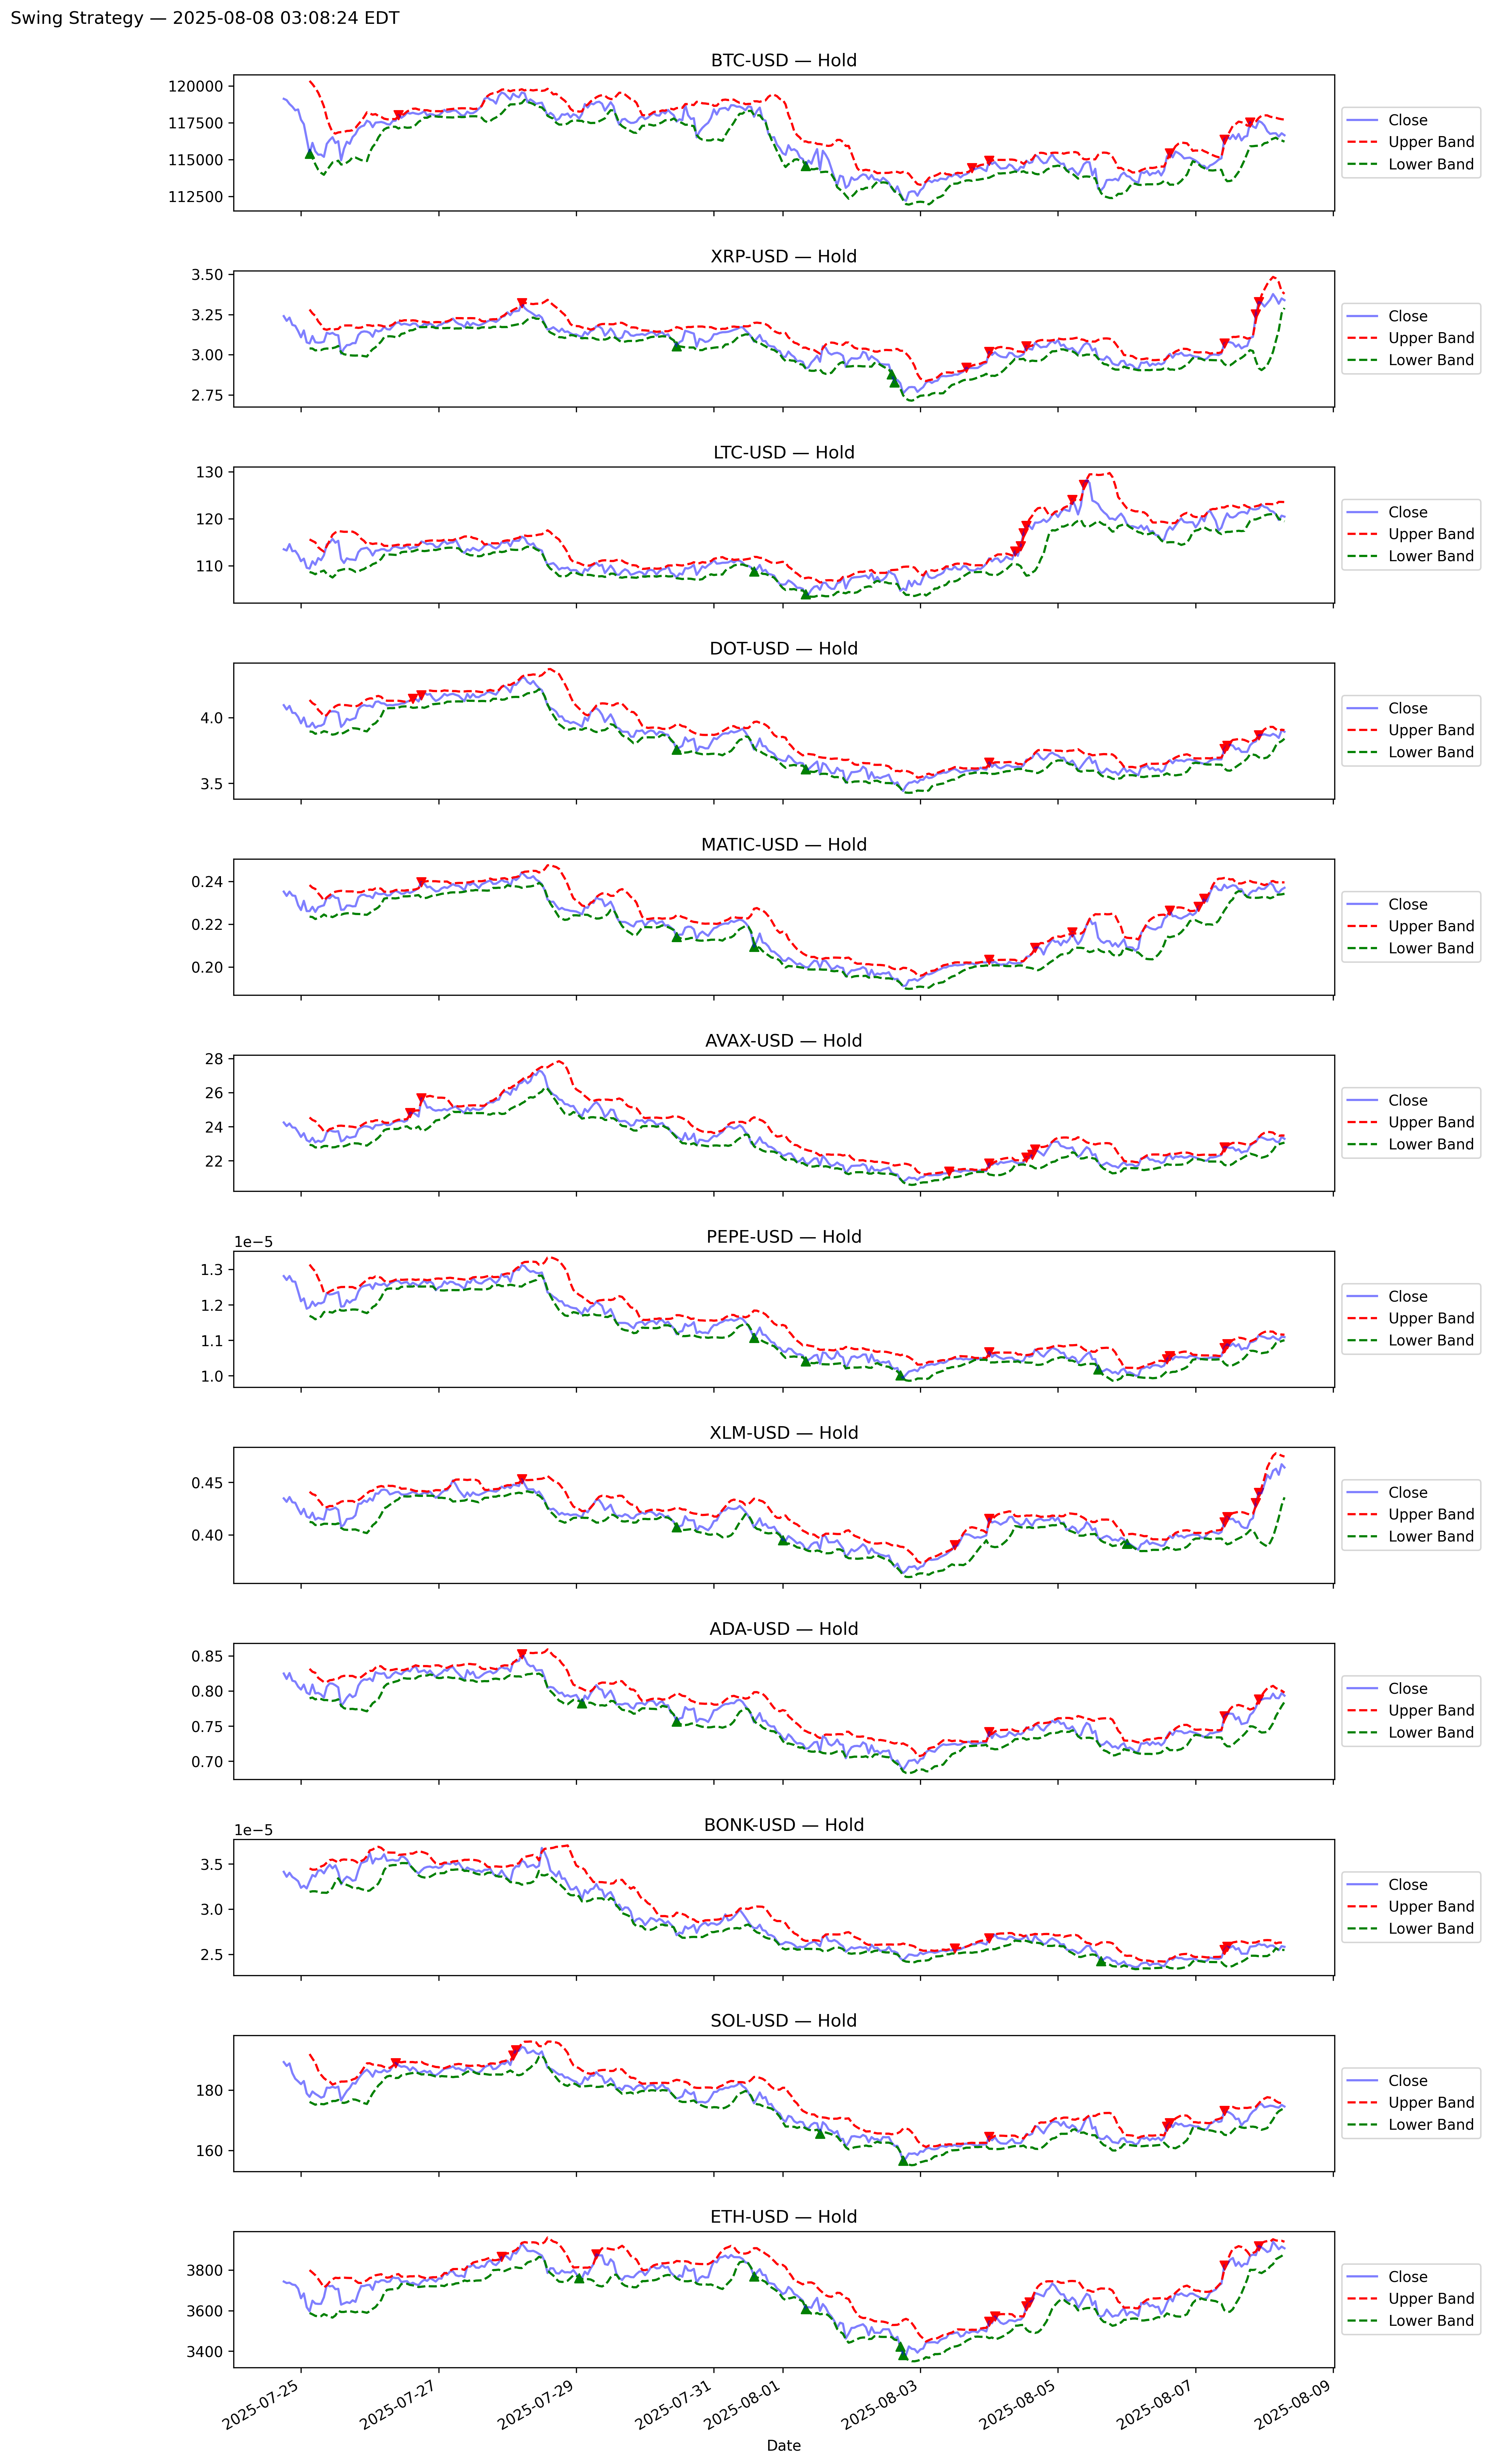 Swing Strategy — 2025-08-08 03:08:24 EDT
BTC-USD — Hold
120000
117500
115000
112500
Close
Upper Band
Lower Band
XRP-USD — Hold
3.50
3.25
3.00
2.75
Close
Upper Band
Lower Band
LTC-USD — Hold
130
120
110
Close
Upper Band
Lower Band
DOT-USD — Hold
4.0
3.5
Close
Upper Band
Lower Band
MATIC-USD — Hold
0.24
0.22
0.20
Close
Upper Band
Lower Band
AVAX-USD — Hold
28
26
24
22
Close
Upper Band
Lower Band
PEPE-USD — Hold
1e−5
1.3
1.2
1.1
1.0
Close
Upper Band
Lower Band
XLM-USD — Hold
0.45
0.40
Close
Upper Band
Lower Band
ADA-USD — Hold
0.85
0.80
0.75
0.70
Close
Upper Band
Lower Band
BONK-USD — Hold
1e−5
3.5
3.0
2.5
Close
Upper Band
Lower Band
SOL-USD — Hold
180
160
Close
Upper Band
Lower Band
ETH-USD — Hold
3800
3600
3400
Close
Upper Band
Lower Band
2025-07-25
2025-07-27
2025-07-29
2025-07-31
2025-08-01
2025-08-03
2025-08-05
2025-08-07
2025-08-09
Date